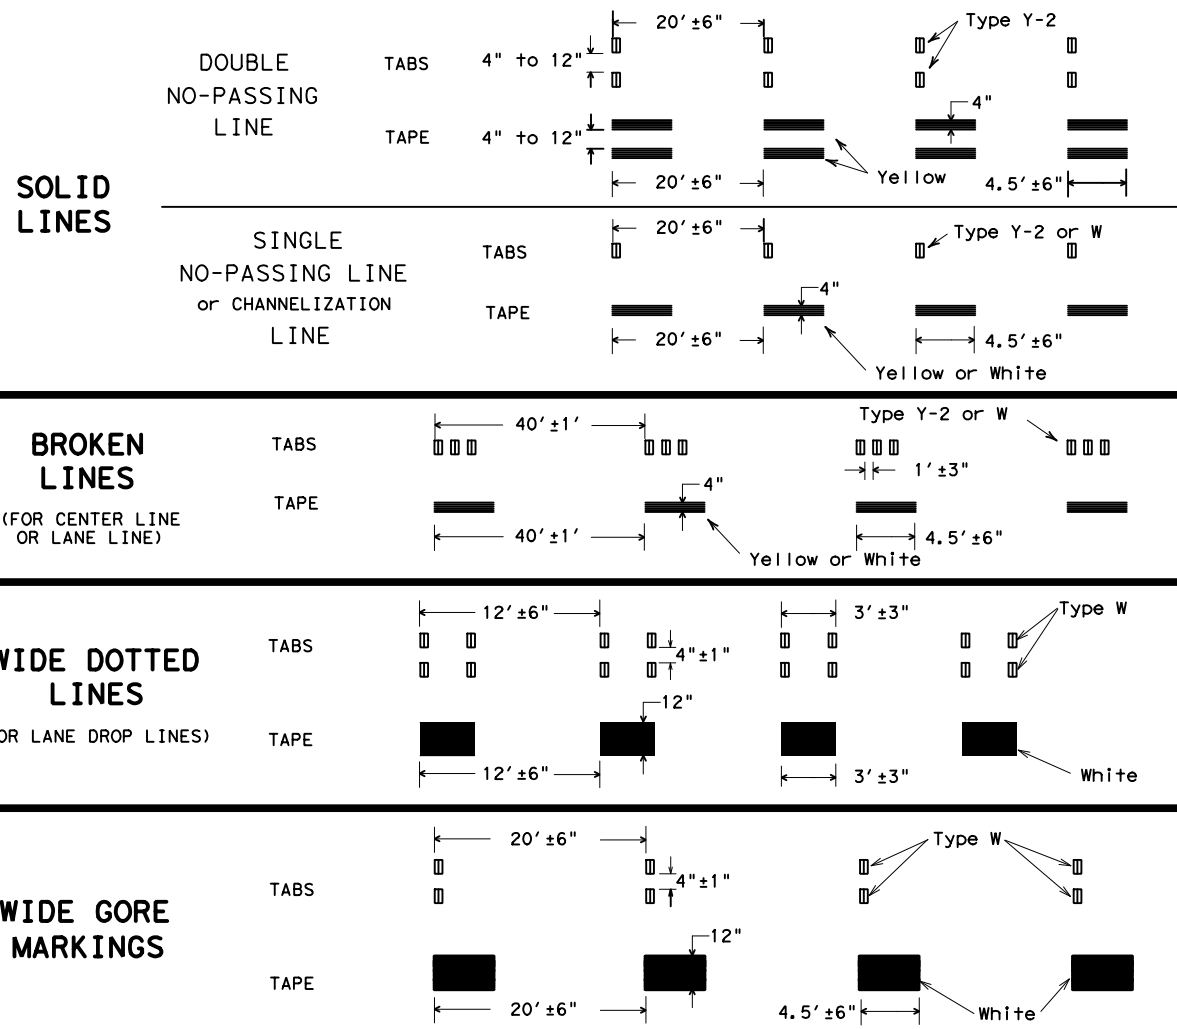 SOLID
LINES
DOUBLE
NO-PASSING
LINE
TABS
20'±6"
4" to 12"
Type Y-2
TAPE
4" to 12"
4"
Yellow
20'±6"
4.5'±6"
SINGLE
NO-PASSING LINE
or CHANNELIZATION
LINE
TABS
20'±6"
Type Y-2 or W
TAPE
4"
20'±6"
4.5'±6"
Yellow or White
BROKEN
LINES
(FOR CENTER LINE
OR LANE LINE)
TABS
40'±1'
Type Y-2 or W
1'±3"
TAPE
4"
40'±1'
4.5'±6"
Yellow or White
WIDE DOTTED
LINES
OR LANE DROP LINES)
TABS
12'±6"
3'±3"
Type W
4"±1"
TAPE
12"
12'±6"
3'±3"
White
WIDE GORE
MARKINGS
TABS
20'±6"
Type W
4"±1"
TAPE
12"
20'±6"
4.5'±6"
White